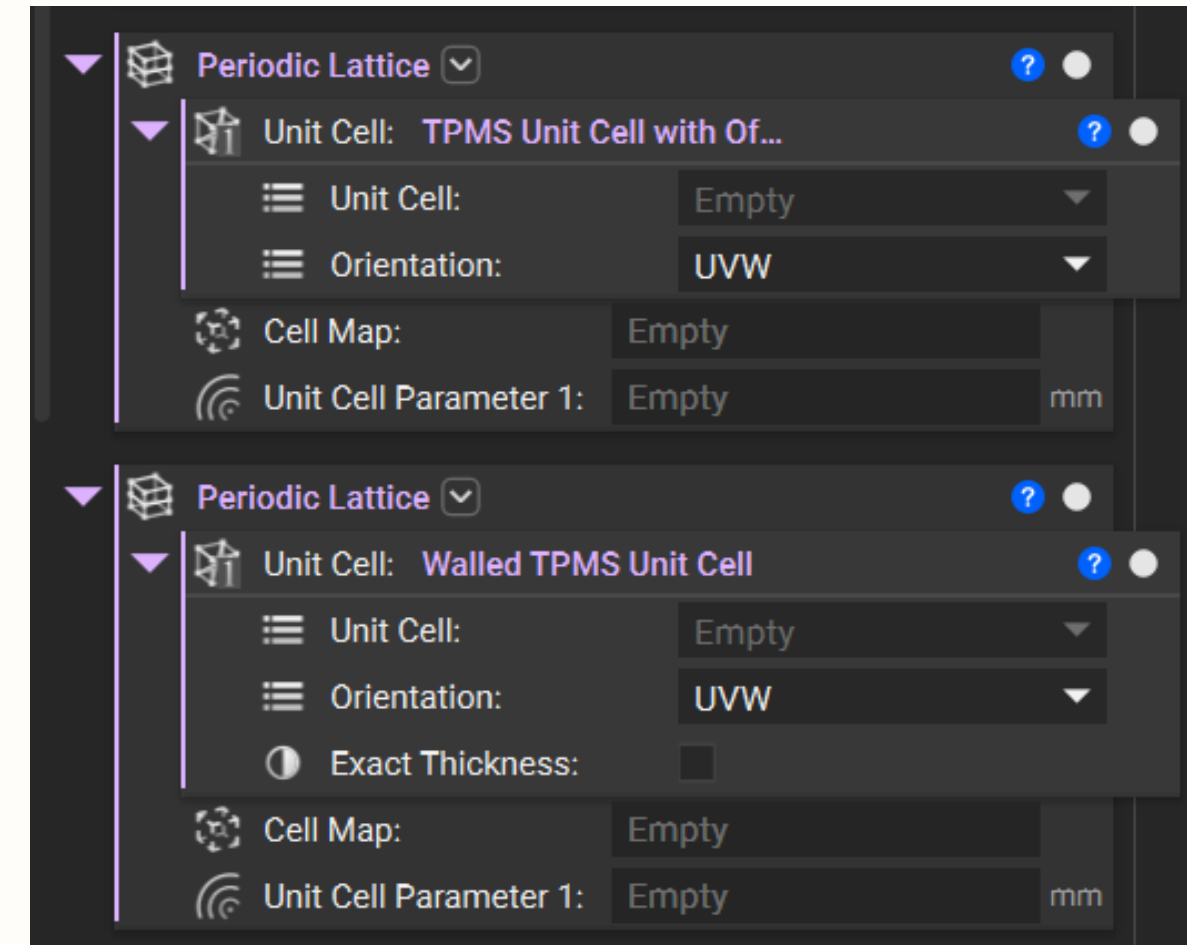 Periodic Lattice ?
Unit Cell: TPMS Unit Cell with Of... ?
Unit Cell: Empty
Orientation: UVW
Cell Map: Empty
Unit Cell Parameter 1: Empty mm
Periodic Lattice ?
Unit Cell: Walled TPMS Unit Cell ?
Unit Cell: Empty
Orientation: UVW
Exact Thickness:
Cell Map: Empty
Unit Cell Parameter 1: Empty mm